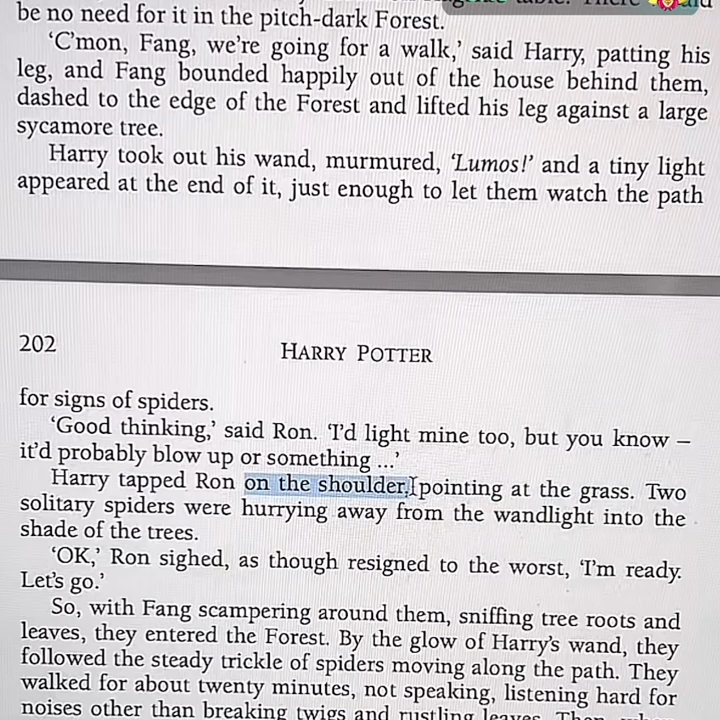 be no need for it in the pitch-dark Forest.
‘C’mon, Fang, we’re going for a walk,’ said Harry, patting his
leg, and Fang bounded happily out of the house behind them,
dashed to the edge of the Forest and lifted his leg against a large
sycamore tree.
Harry took out his wand, murmured, ‘Lumos!’ and a tiny light
appeared at the end of it, just enough to let them watch the path
202
HARRY POTTER
for signs of spiders.
‘Good thinking,’ said Ron. ‘I’d light mine too, but you know –
it’d probably blow up or something ...’
Harry tapped Ron on the shoulder, pointing at the grass. Two
solitary spiders were hurrying away from the wandlight into the
shade of the trees.
‘OK,’ Ron sighed, as though resigned to the worst, ‘I’m ready.
Let’s go.’
So, with Fang scampering around them, sniffing tree roots and
leaves, they entered the Forest. By the glow of Harry’s wand, they
followed the steady trickle of spiders moving along the path. They
walked for about twenty minutes, not speaking, listening hard for
noises other than breaking twigs and rustling leaves. Then, when